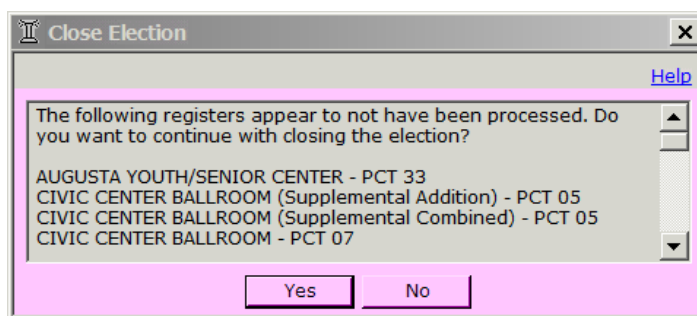 Close Election
Help
The following registers appear to not have been processed. Do
you want to continue with closing the election?
AUGUSTA YOUTH/SENIOR CENTER - PCT 33
CIVIC CENTER BALLROOM (Supplemental Addition) - PCT 05
CIVIC CENTER BALLROOM (Supplemental Combined) - PCT 05
CIVIC CENTER BALLROOM - PCT 07
Yes No